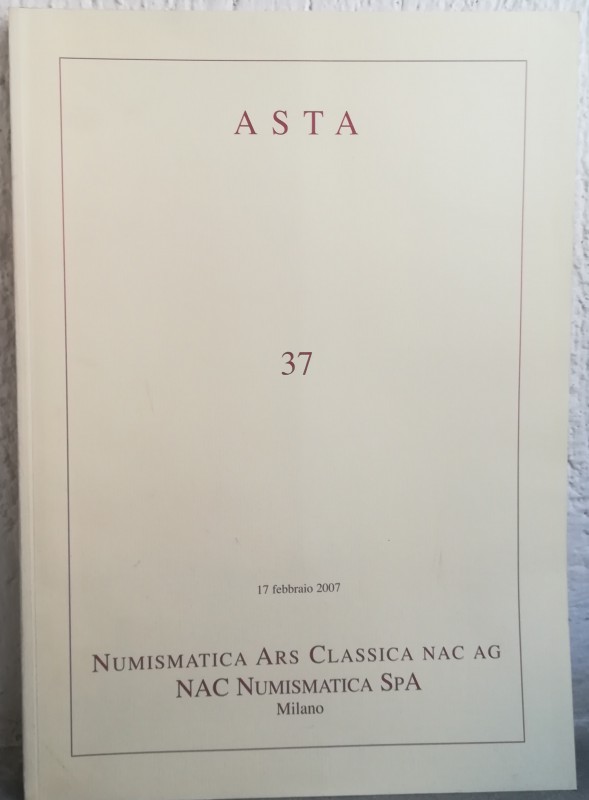 ASTA
37
17 febbraio 2007
NUMISMATICA ARS CLASSICA NAC AG
NAC NUMISMATICA SPA
Milano